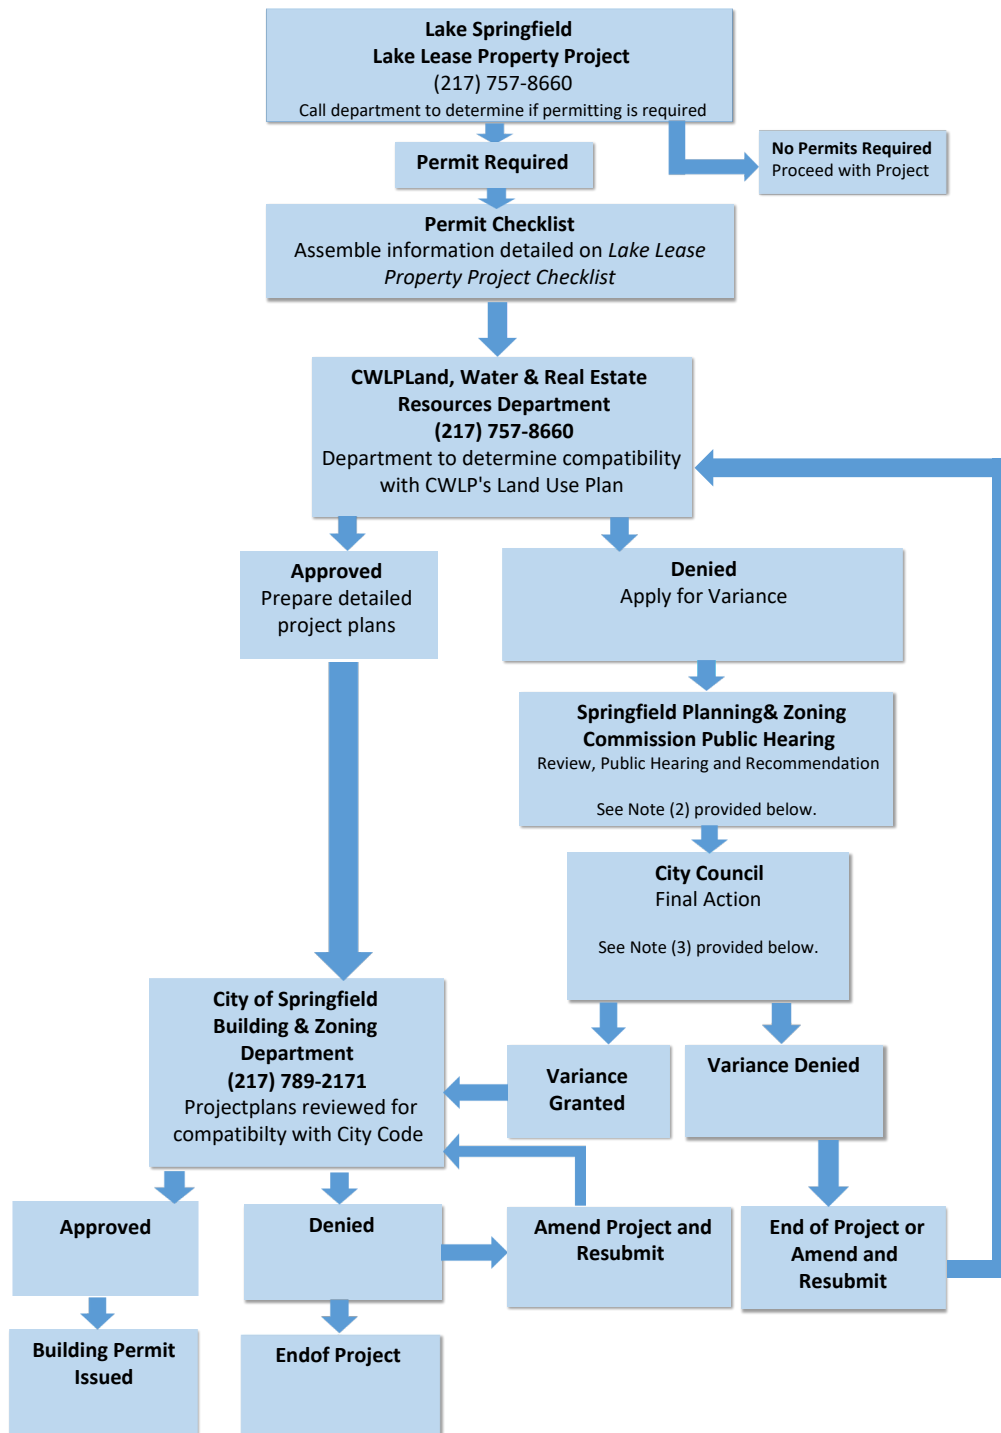 Lake Springfield
Lake Lease Property Project
(217) 757-8660
Call department to determine if permitting is required
No Permits Required
Proceed with Project
Permit Required
Permit Checklist
Assemble information detailed on Lake Lease
Property Project Checklist
CWLPLand, Water & Real Estate
Resources Department
(217) 757-8660
Department to determine compatibility
with CWLP's Land Use Plan
Approved
Prepare detailed
project plans
Denied
Apply for Variance
Springfield Planning& Zoning
Commission Public Hearing
Review, Public Hearing and Recommendation
See Note (2) provided below.
City Council
Final Action
See Note (3) provided below.
City of Springfield
Building & Zoning
Department
(217) 789-2171
Projectplans reviewed for
compatibilty with City Code
Variance
Granted
Variance Denied
Approved
Denied
Amend Project and
Resubmit
End of Project or
Amend and
Resubmit
Building Permit
Issued
Endof Project